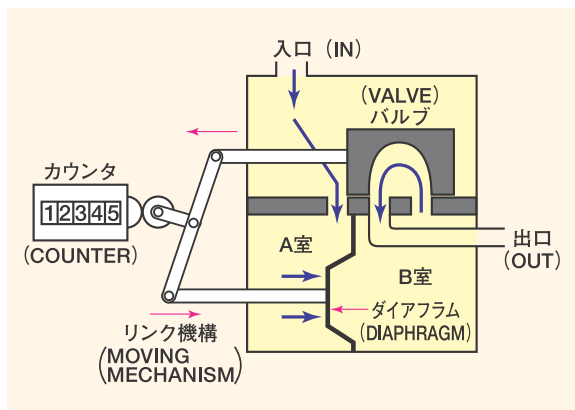 入口 (IN)
(VALVE)
バルブ
カウンタ
12345
(COUNTER)
A室
B室
出口
(OUT)
ダイアフラム
(DIAPHRAGM)
リンク機構
(MOVING
MECHANISM)